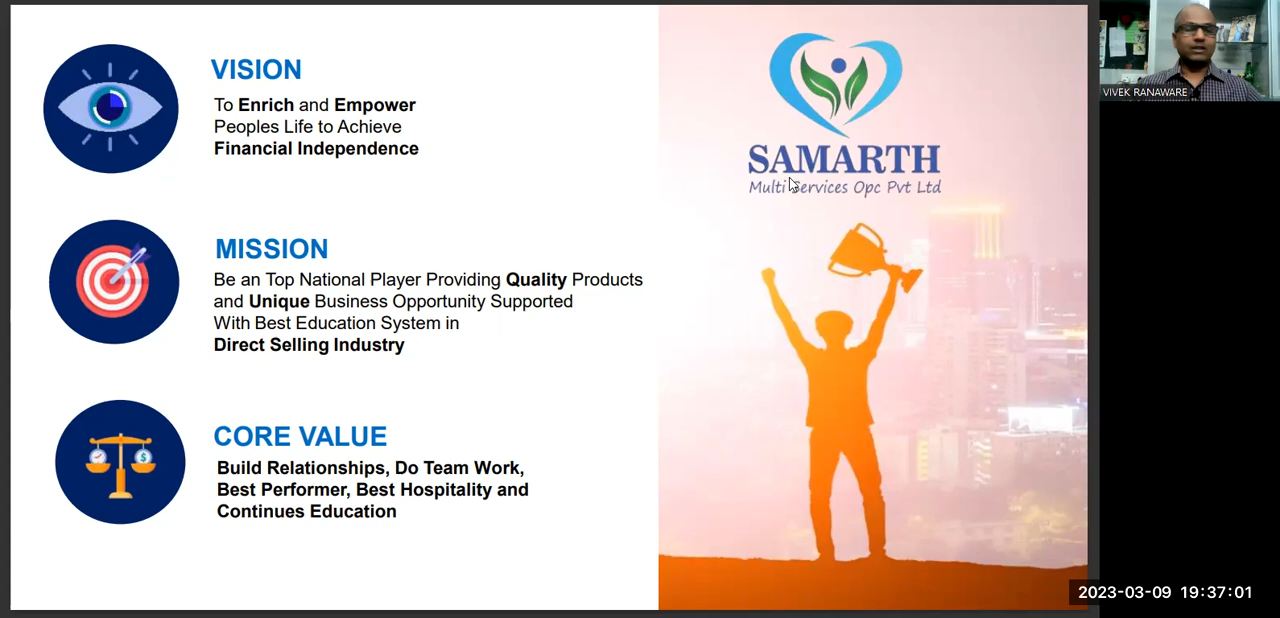 VISION
To Enrich and Empower
Peoples Life to Achieve
Financial Independence
MISSION
Be an Top National Player Providing Quality Products
and Unique Business Opportunity Supported
With Best Education System in
Direct Selling Industry
CORE VALUE
Build Relationships, Do Team Work,
Best Performer, Best Hospitality and
Continues Education
SAMARTH
Multi Services Opc Pvt Ltd
VIVEK RANAWARE
2023-03-09 19:37:01